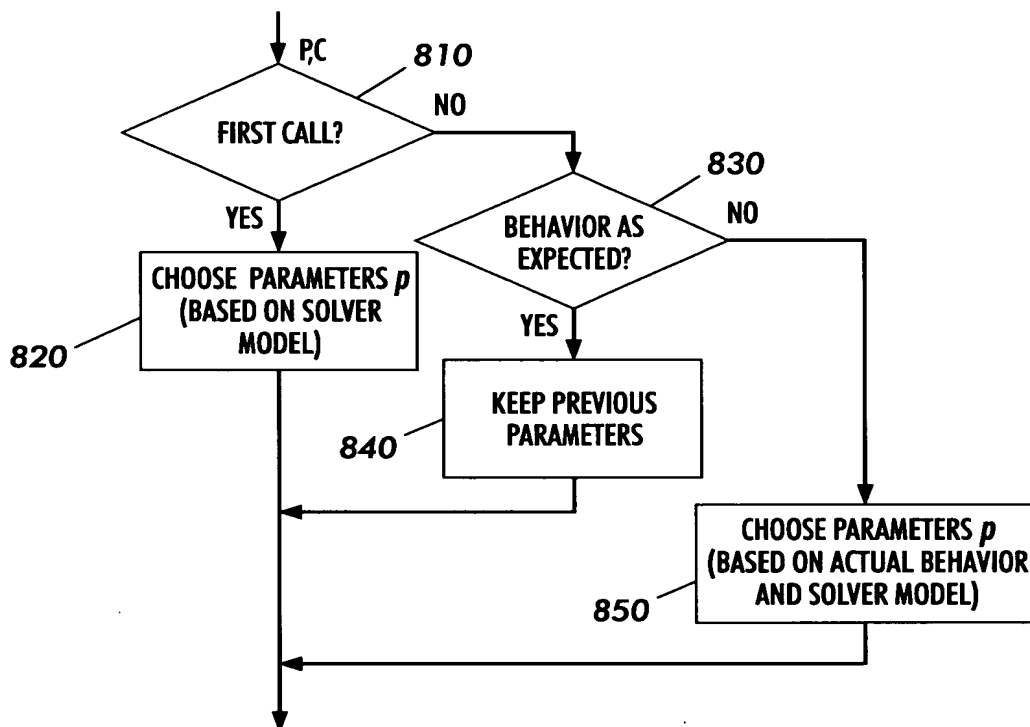 P,C
810
FIRST CALL?
NO
830
YES
BEHAVIOR AS
EXPECTED?
NO
CHOOSE PARAMETERS p
(BASED ON SOLVER
MODEL)
820
YES
KEEP PREVIOUS
PARAMETERS
840
CHOOSE PARAMETERS p
(BASED ON ACTUAL BEHAVIOR
AND SOLVER MODEL)
850